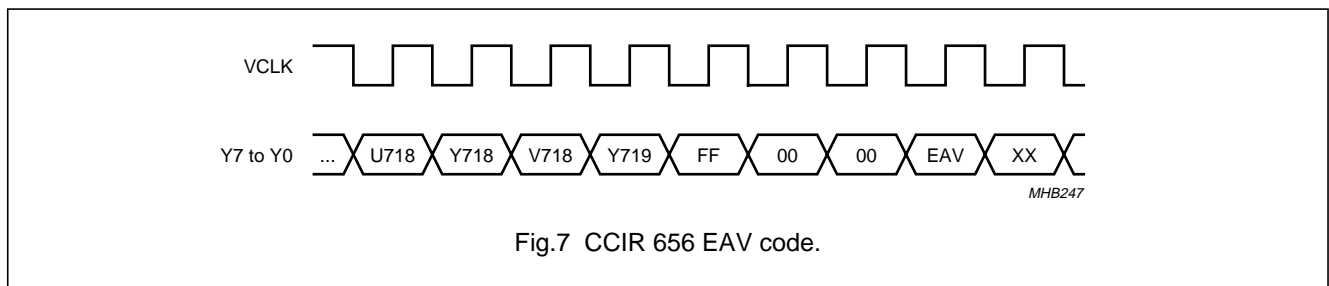 VCLK
Y7 to Y0 ... U718 Y718 V718 Y719 FF 00 00 EAV XX
MHB247
Fig.7 CCIR 656 EAV code.